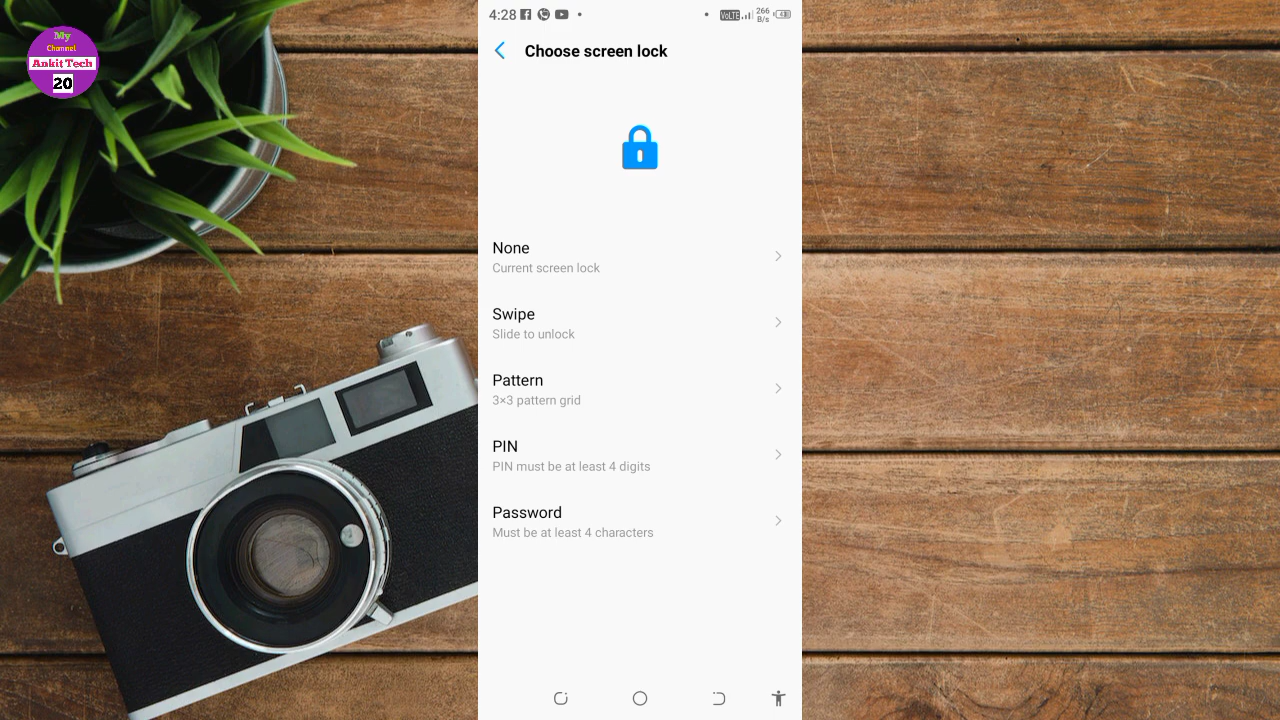 My
Channel
Ankit Tech
20
4:28
VoLTE
266
B/s
Choose screen lock
None
Current screen lock
Swipe
Slide to unlock
Pattern
3×3 pattern grid
PIN
PIN must be at least 4 digits
Password
Must be at least 4 characters